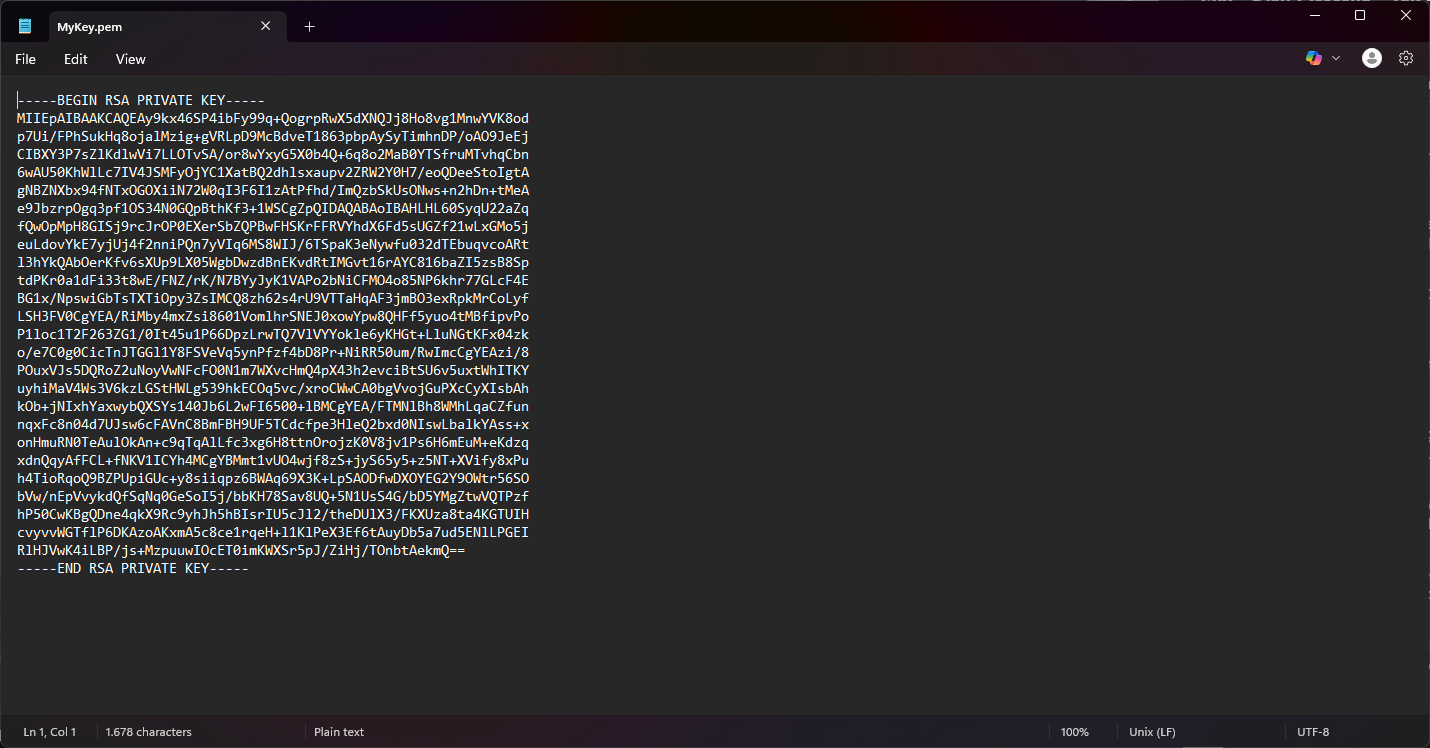 MyKey.pem
File Edit View
-----BEGIN RSA PRIVATE KEY-----
MIIEpAIBAAKCAQEAy9kx46SP4ibFy99q+QogrpRwX5dXNQJj8Ho8vg1MnwYVK8od
p7Ui/FPhSukHq8ojalMzig+gVRLpD9McBdveT1863pbpAySyTimhnDP/oAO9JeEj
CIBXY3P7sZlKdlwVi7LLOTvSA/or8wYxyG5X0b4Q+6q8o2MaB0YTSfruMTvhqCbn
6wAU50KhWlLc7IV4JSMFyOjYC1XatBQ2dhlsxaupv2ZRW2Y0H7/eoQDeeStoIgtA
gNBZNXbx94fNTxOGOXiiN72W0qI3F6I1zAtPfhd/ImQzbSkUsONws+n2hDn+tMeA
e9JbzrpOgq3pf1OS34N0GQpBthKf3+1WSCgZpQIDAQABAoIBAHLHL60SyqU22aZq
fQwOpMpH8GISj9rcJrOP0EXerSbZQPBwFHSKrFFRVYhdX6Fd5sUGZf21wLxGMo5j
euLdovYkE7yjUj4f2nniPQn7yVIq6MS8WIJ/6TSpaK3eNywfu032dTEbuqvcoARt
l3hYkQAbOerKfv6sXUp9LX05WgbDwzdBnEKvdRtIMGvt16rAYC816baZI5zsB8Sp
tdPKr0a1dFi33t8wE/FNZ/rK/N7BYyJyK1VAPo2bNiCFMO4o85NP6khr77GLcF4E
BG1x/NpswiGbTsTXTiOpy3ZsIMCQ8zh62s4rU9VTTaHqAF3jmBO3exRpkMrCoLyf
LSH3FV0CgYEA/RiMby4mxZsi8601VomlhrSNEJ0xowYpw8QHFf5yuo4tMBfipvPo
P1loc1T2F263ZG1/0It45u1P66DpzLrwTQ7VlVYYokle6yKHGt+LluNGtKFx04zk
o/e7C0g0CicTnJTGGl1Y8FSVeVq5ynPfzf4bD8Pr+NiRR50um/RwImcCgYEAzi/8
POuxVJs5DQRoZ2uNoyVwNFcFO0N1m7WXvcHmQ4pX43h2evciBtSU6v5uxtWhITKY
uyhiMaV4Ws3V6kzLGStHWLg539hkECOq5vc/xroCWwCA0bgVvojGuPXcCyXIsbAh
kOb+jNIxhYaxwybQXSYs140Jb6L2wFI6500+lBMCgYEA/FTMNlBh8WMhLqaCZfun
nqxFc8n04d7UJsw6cFAVnC8BmFBH9UF5TCdcfpe3HleQ2bxd0NIswLbalkYAss+x
onHmuRN0TeAulOkAn+c9qTqAlLfc3xg6H8ttnOrojzK0V8jv1Ps6H6mEuM+eKdzq
xdnQqyAfFCL+fNKV1ICYh4MCgYBMmt1vUO4wjf8zS+jyS65y5+z5NT+XVify8xPu
h4TioRqoQ9BZPUpiGUc+y8siiqpz6BWAq69X3K+LpSAODfwDXOYEG2Y9OWtr56SO
bVw/nEpVvykdQfSqNq0GeSoI5j/bbKH78Sav8UQ+5N1UsS4G/bD5YMgZtwVQTPzf
hP50CwKBgQDne4qkX9Rc9yhJh5hBIsrIU5cJl2/theDUlX3/FKXUza8ta4KGTUIH
cvyvvWGTflP6DKAzoAKxmA5c8ce1rqeH+l1KlPeX3Ef6tAuyDb5a7ud5ENlLPGEI
RlHJVwK4iLBP/js+MzpuuwIOcET0imKWXSr5pJ/ZiHj/TOnbtAekmQ==
-----END RSA PRIVATE KEY-----
Ln 1, Col 1 1.678 characters Plain text 100% Unix (LF) UTF-8